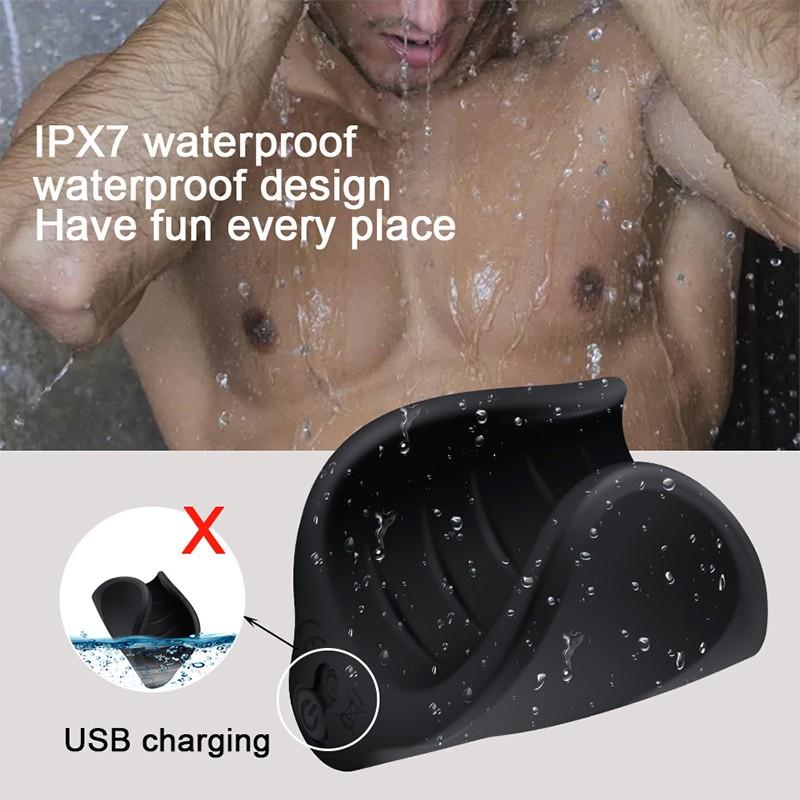 IPX7 waterproof
waterproof design
Have fun every place
X
USB charging